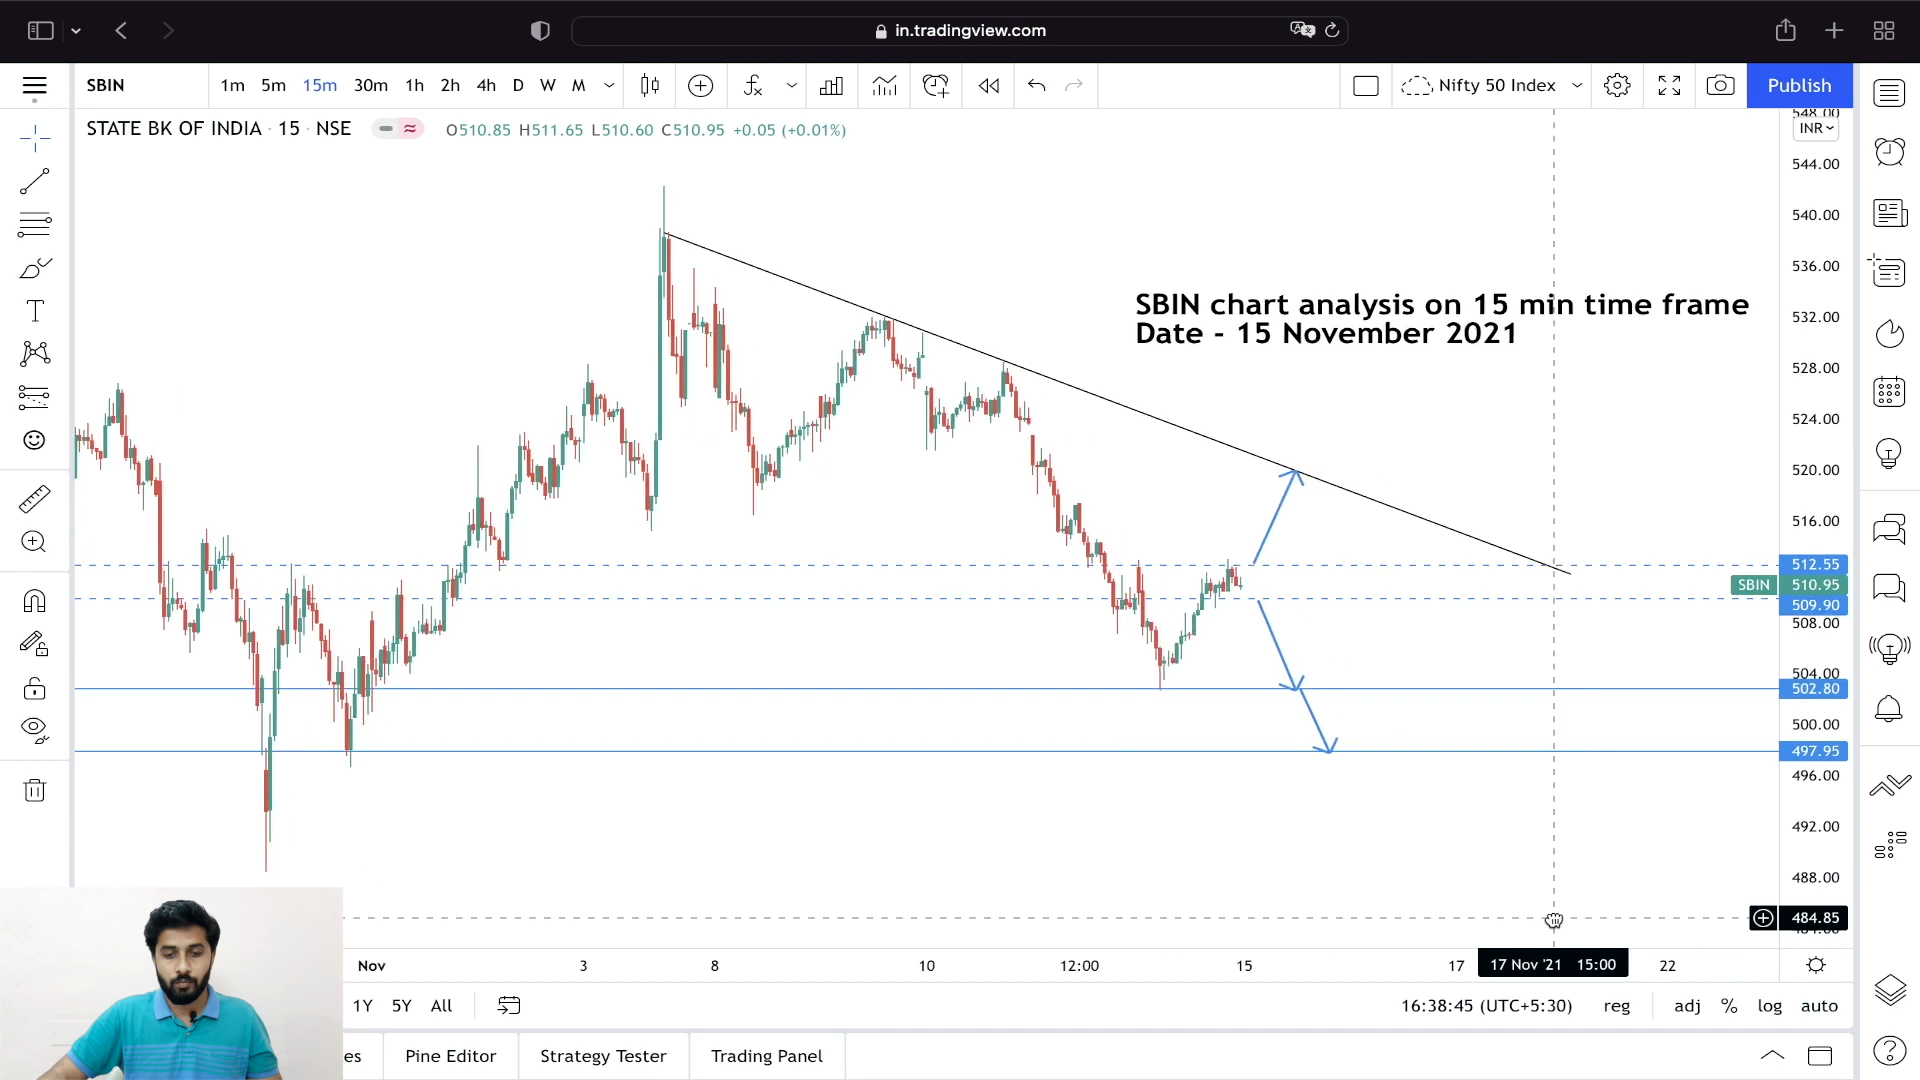 in.tradingview.com
SBIN 1m 5m 15m 30m 1h 2h 4h D W M Nifty 50 Index Publish
STATE BK OF INDIA · 15 · NSE O510.85 H511.65 L510.60 C510.95 +0.05 (+0.01%)
548.00
INR
544.00
540.00
536.00
SBIN chart analysis on 15 min time frame
Date - 15 November 2021
532.00
528.00
524.00
520.00
516.00
512.55
SBIN 510.95
509.90
508.00
504.00
502.80
500.00
497.95
496.00
492.00
488.00
484.85
Nov 3 8 10 12:00 15 17 17 Nov '21 15:00 22
1Y 5Y All 16:38:45 (UTC+5:30) reg adj % log auto
es Pine Editor Strategy Tester Trading Panel